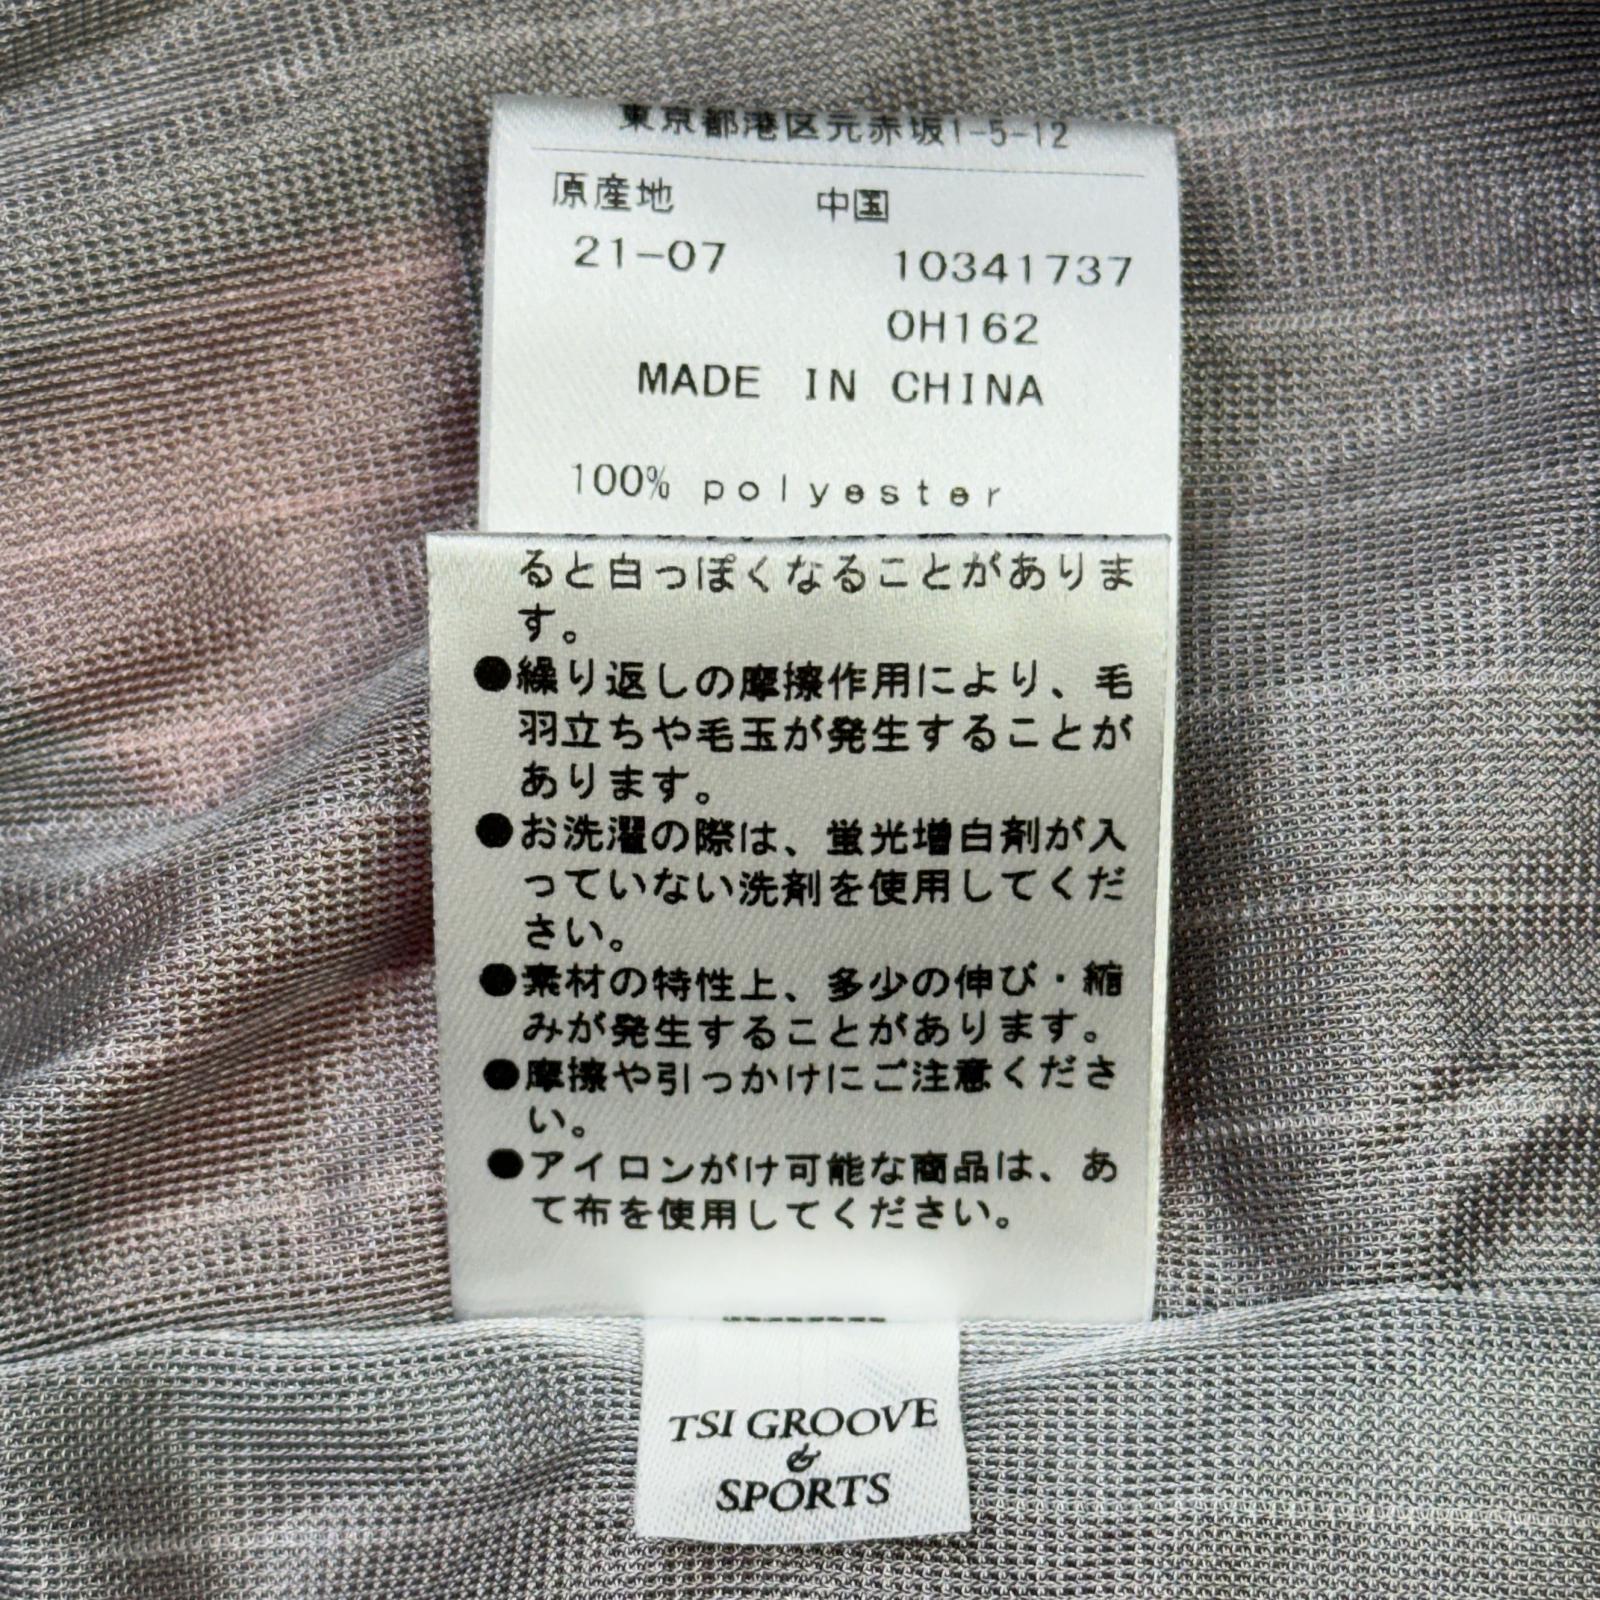 東京都港区元赤坂1-5-12
原産地 中国
21-07 10341737
OH162
MADE IN CHINA
100% polyester
ると白っぽくなることがありま
す。
●繰り返しの摩擦作用により、毛
羽立ちや毛玉が発生することが
あります。
●お洗濯の際は、蛍光増白剤が入
っていない洗剤を使用してくだ
さい。
●素材の特性上、多少の伸び・縮
みが発生することがあります。
●摩擦や引っかけにご注意くださ
い。
●アイロンがけ可能な商品は、あ
て布を使用してください。
TSI GROOVE
&
SPORTS